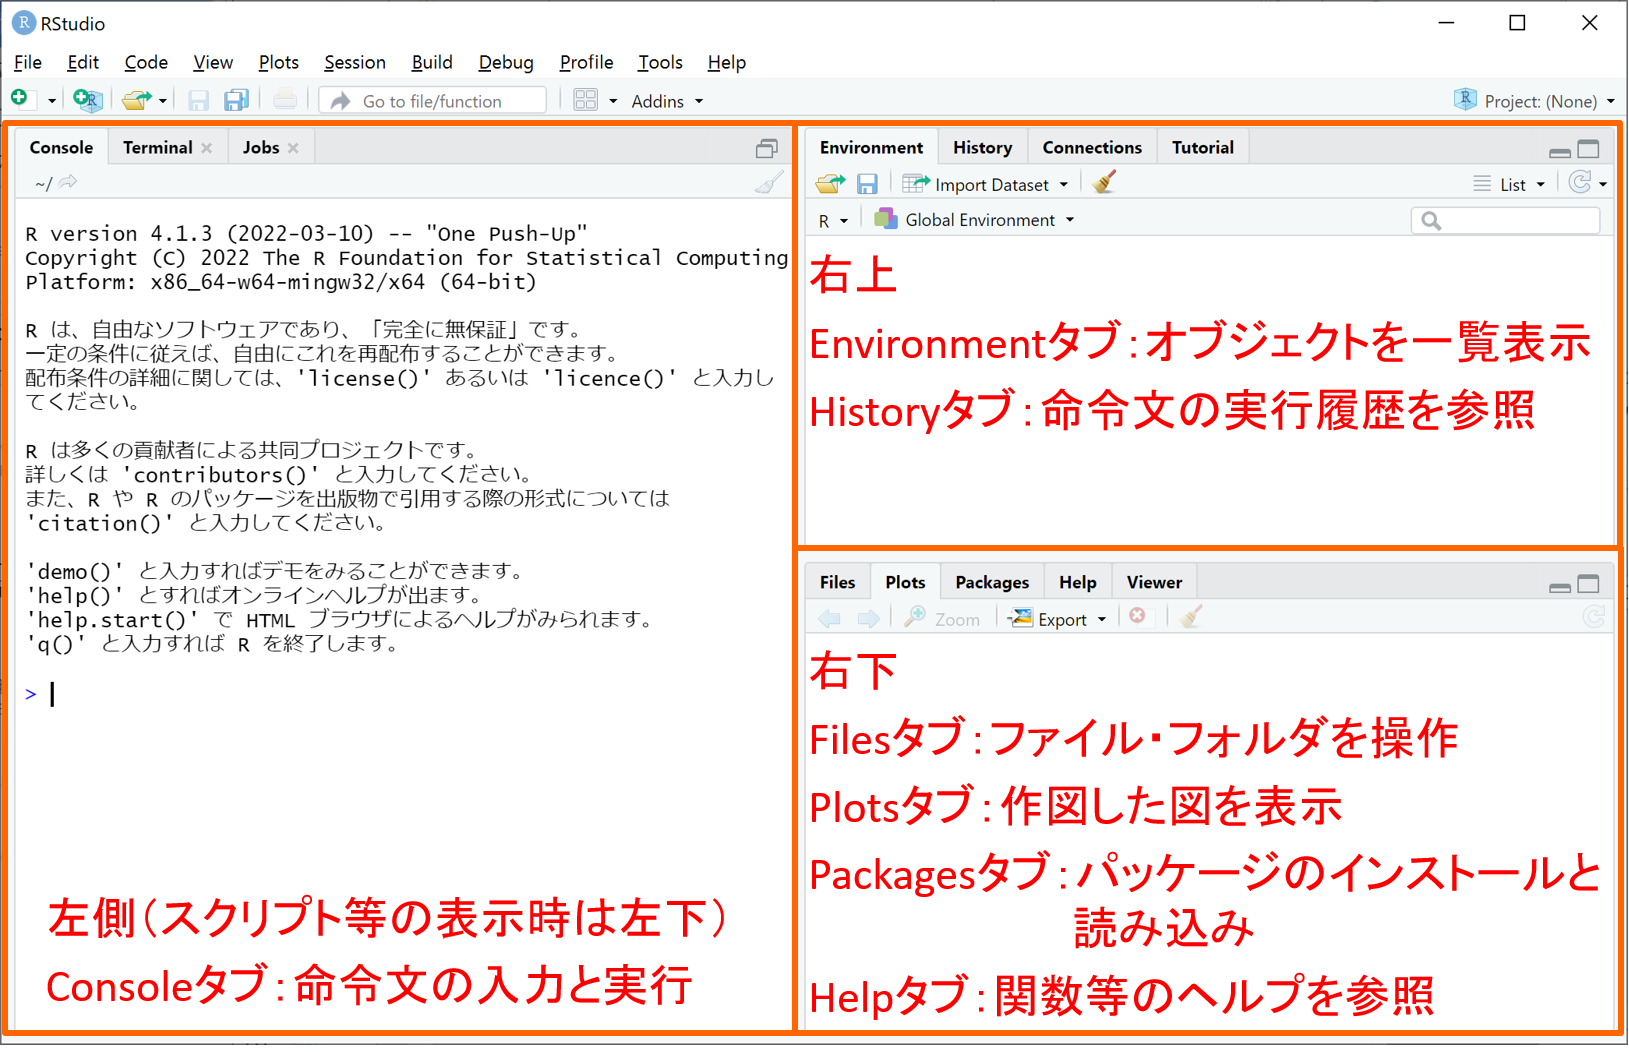 RStudio
File Edit Code View Plots Session Build Debug Profile Tools Help
Go to file/function Addins Project: (None)
Console Terminal Jobs
~/
R version 4.1.3 (2022-03-10) -- "One Push-Up"
Copyright (C) 2022 The R Foundation for Statistical Computing
Platform: x86_64-w64-mingw32/x64 (64-bit)
R は、自由なソフトウェアであり、「完全に無保証」です。
一定の条件に従えば、自由にこれを再配布することができます。
配布条件の詳細に関しては、'license()' あるいは 'licence()' と入力し
てください。
R は多くの貢献者による共同プロジェクトです。
詳しくは 'contributors()' と入力してください。
また、R や R のパッケージを出版物で引用する際の形式については
'citation()' と入力してください。
'demo()' と入力すればデモをみることができます。
'help()' とすればオンラインヘルプが出ます。
'help.start()' で HTML ブラウザによるヘルプがみられます。
'q()' と入力すれば R を終了します。
>
左側（スクリプト等の表示時は左下）
Consoleタブ：命令文の入力と実行
Environment History Connections Tutorial
Import Dataset List
R Global Environment
右上
Environmentタブ：オブジェクトを一覧表示
Historyタブ：命令文の実行履歴を参照
Files Plots Packages Help Viewer
Zoom Export
右下
Filesタブ：ファイル・フォルダを操作
Plotsタブ：作図した図を表示
Packagesタブ：パッケージのインストールと
読み込み
Helpタブ：関数等のヘルプを参照